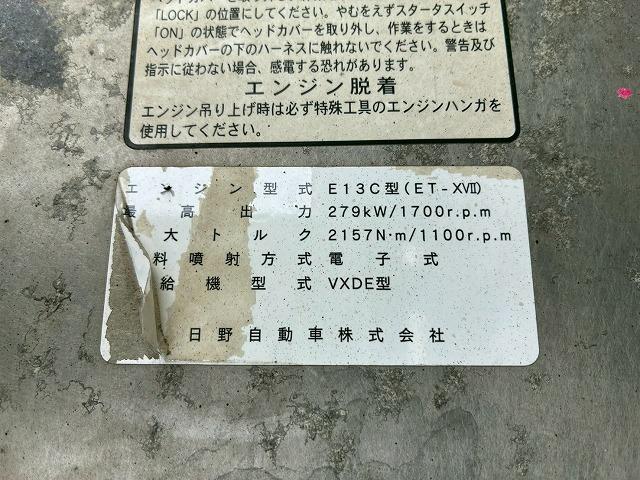 「LOCK」の位置にしてください。やむをえずスタータスイッチ
「ON」の状態でヘッドカバーを取り外し、作業をするときは
ヘッドカバーの下のハーネスに触れないでください。警告及び
指示に従わない場合、感電する恐れがあります。
エンジン脱着
エンジン吊り上げ時は必ず特殊工具のエンジンハンガを
使用してください。
エンジン型式 E13C型(ET-XⅦ)
最高出力 279kW/1700r.p.m
大トルク 2157N·m/1100r.p.m
料噴射方式 電子式
給機型式 VXDE型
日野自動車株式会社